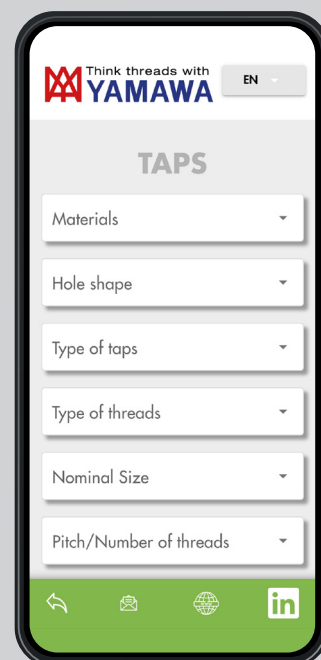 Think threads with
YAMAWA
EN
TAPS
Materials
Hole shape
Type of taps
Type of threads
Nominal Size
Pitch/Number of threads
in